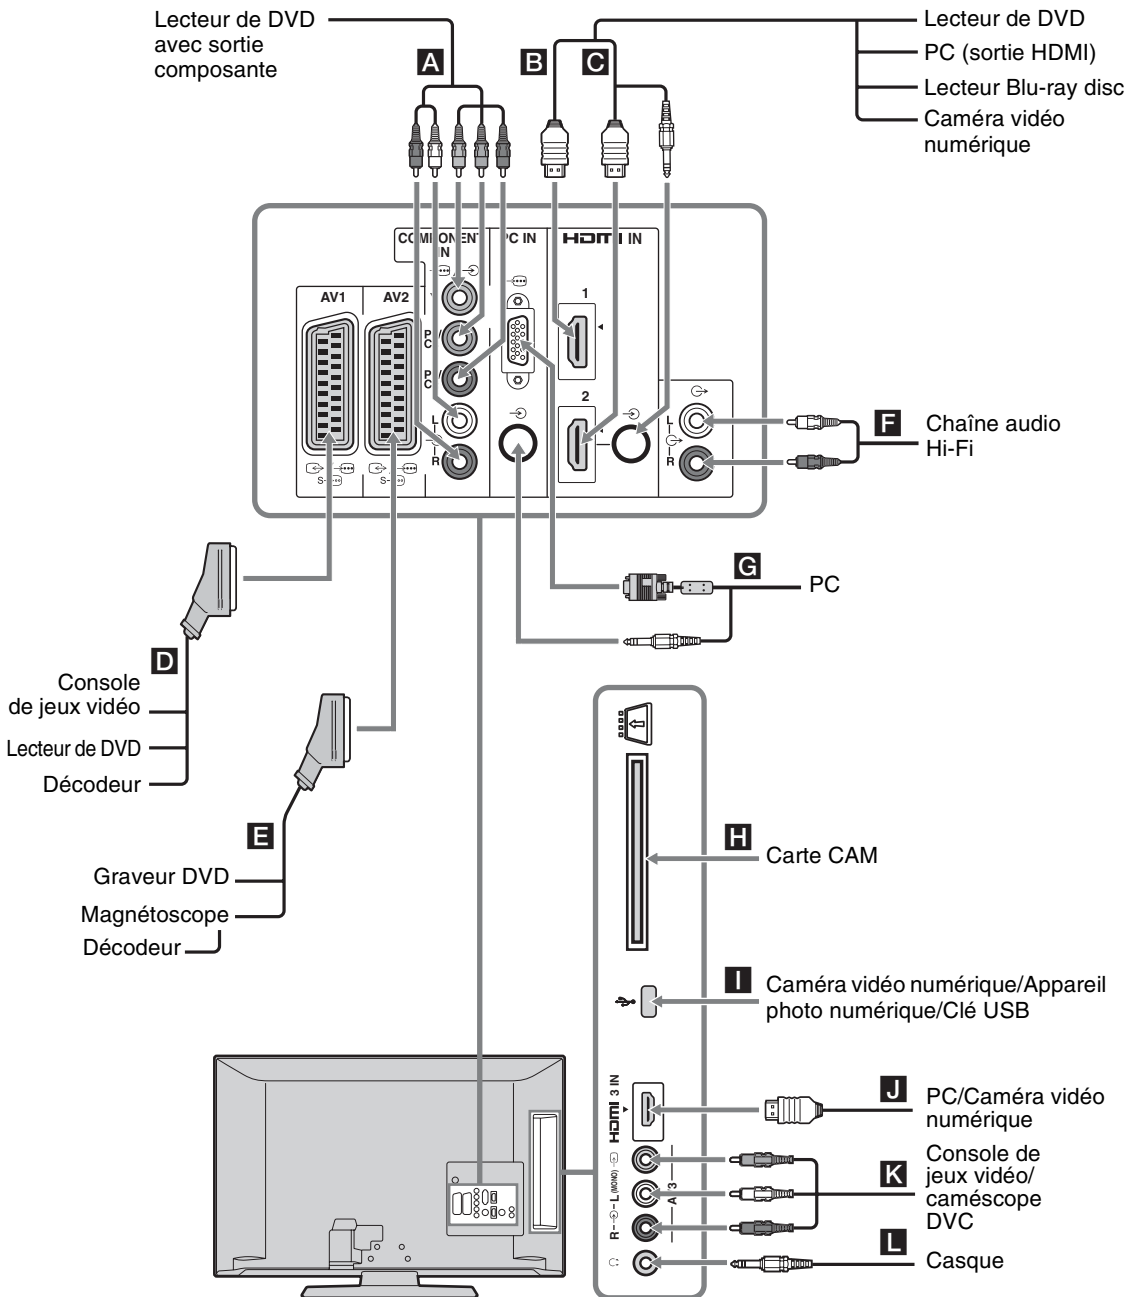 Lecteur de DVD
avec sortie
composante
A
B
C
Lecteur de DVD
PC (sortie HDMI)
Lecteur Blu-ray disc
Caméra vidéo
numérique
COMPONENT
IN
PC IN
HDMI IN
AV1
AV2
1
2
L
R
L
R
S
S
F
Chaîne audio
Hi-Fi
G
PC
D
Console
de jeux vidéo
Lecteur de DVD
Décodeur
E
Graveur DVD
Magnétoscope
Décodeur
H
Carte CAM
I
Caméra vidéo numérique/Appareil
photo numérique/Clé USB
HDMI 3 IN
J
PC/Caméra vidéo
numérique
R
L (MONO)
K
Console de
jeux vidéo/
caméscope
DVC
L
Casque